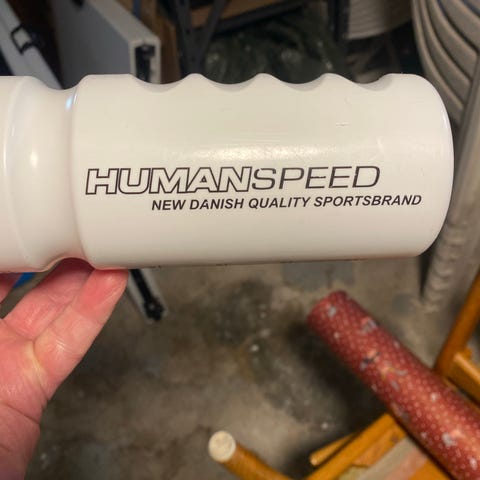 HUMANSPEED
NEW DANISH QUALITY SPORTSBRAND